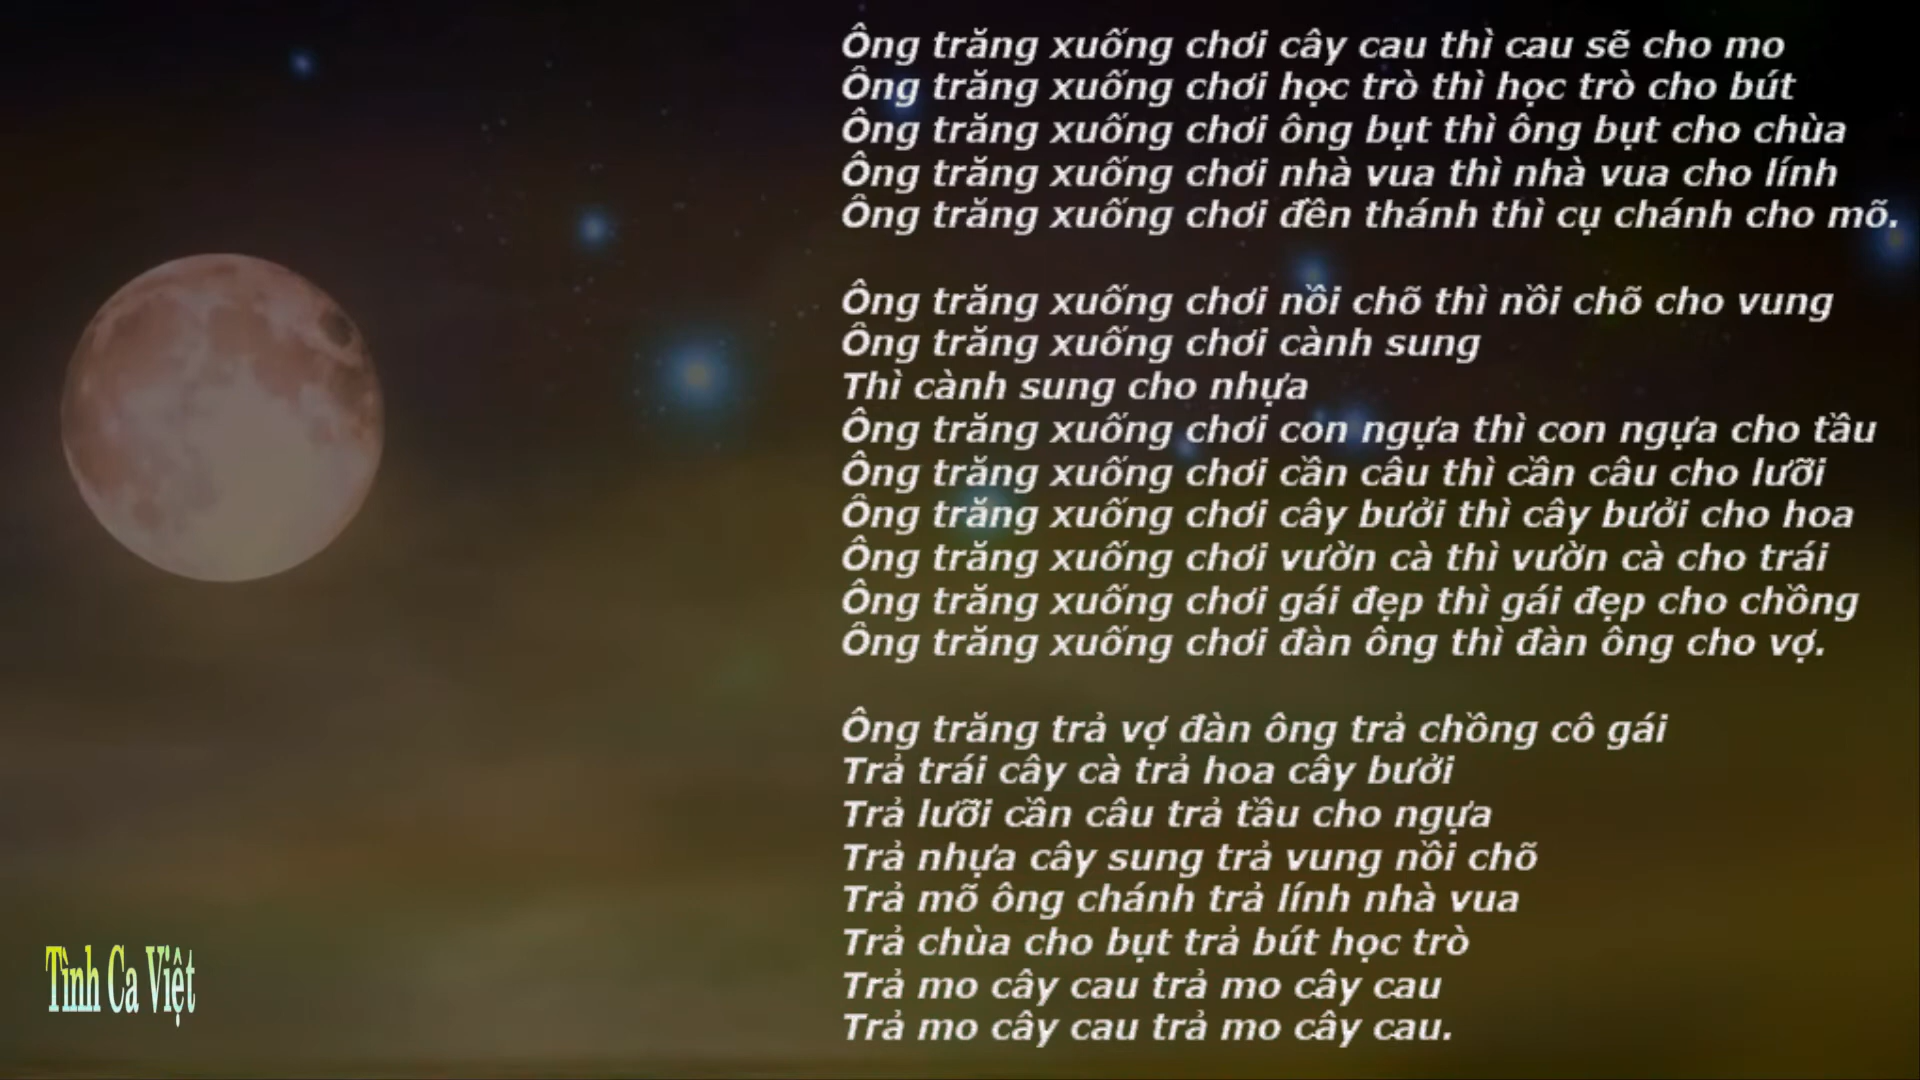 Ông trăng xuống chơi cây cau thì cau sẽ cho mo
Ông trăng xuống chơi học trò thì học trò cho bút
Ông trăng xuống chơi ông bụt thì ông bụt cho chùa
Ông trăng xuống chơi nhà vua thì nhà vua cho lính
Ông trăng xuống chơi đền thánh thì cụ chánh cho mõ.
Ông trăng xuống chơi nồi chõ thì nồi chõ cho vung
Ông trăng xuống chơi cành sung
Thì cành sung cho nhựa
Ông trăng xuống chơi con ngựa thì con ngựa cho tầu
Ông trăng xuống chơi cần câu thì cần câu cho lưỡi
Ông trăng xuống chơi cây bưởi thì cây bưởi cho hoa
Ông trăng xuống chơi vườn cà thì vườn cà cho trái
Ông trăng xuống chơi gái đẹp thì gái đẹp cho chồng
Ông trăng xuống chơi đàn ông thì đàn ông cho vợ.
Ông trăng trả vợ đàn ông trả chồng cô gái
Trả trái cây cà trả hoa cây bưởi
Trả lưỡi cần câu trả tầu cho ngựa
Trả nhựa cây sung trả vung nồi chõ
Trả mõ ông chánh trả lính nhà vua
Trả chùa cho bụt trả bút học trò
Trả mo cây cau trả mo cây cau
Trả mo cây cau trả mo cây cau.
Tình Ca Việt